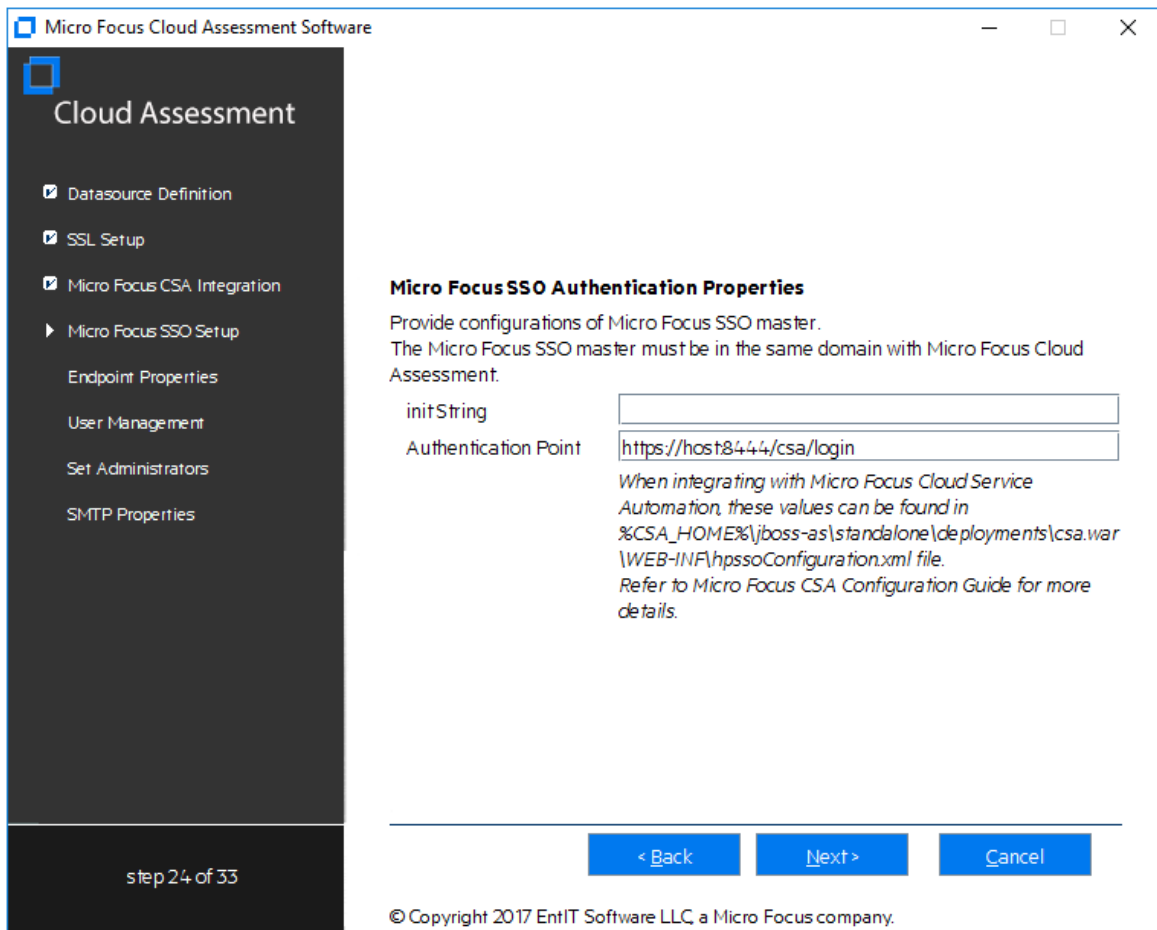 Micro Focus Cloud Assessment Software
Cloud Assessment
Datasource Definition
SSL Setup
Micro Focus CSA Integration
Micro Focus SSO Setup
Endpoint Properties
User Management
Set Administrators
SMTP Properties
step 24 of 33
Micro Focus SSO Authentication Properties
Provide configurations of Micro Focus SSO master.
The Micro Focus SSO master must be in the same domain with Micro Focus Cloud
Assessment.
initString
Authentication Point https://host:8444/csa/login
When integrating with Micro Focus Cloud Service
Automation, these values can be found in
%CSA_HOME%\jboss-as\standalone\deployments\csa.war
\WEB-INF\hpssoConfiguration.xml file.
Refer to Micro Focus CSA Configuration Guide for more
details.
< Back Next > Cancel
© Copyright 2017 EntIT Software LLC, a Micro Focus company.